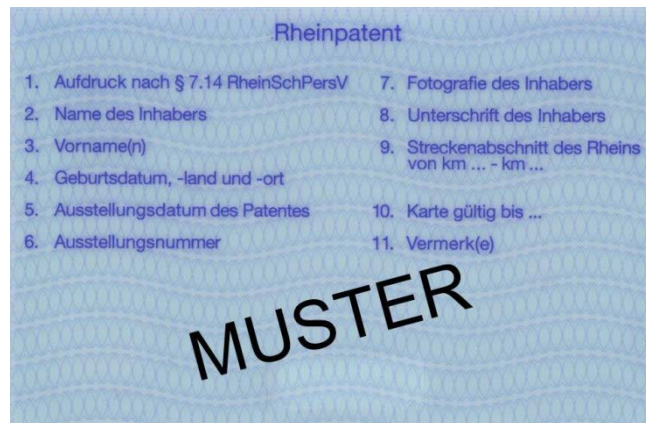 Rheinpatent
1. Aufdruck nach § 7.14 RheinSchPersV
2. Name des Inhabers
3. Vorname(n)
4. Geburtsdatum, -land und -ort
5. Ausstellungsdatum des Patentes
6. Ausstellungsnummer
7. Fotografie des Inhabers
8. Unterschrift des Inhabers
9. Streckenabschnitt des Rheins
von km ... - km ...
10. Karte gültig bis ...
11. Vermerk(e)
MUSTER